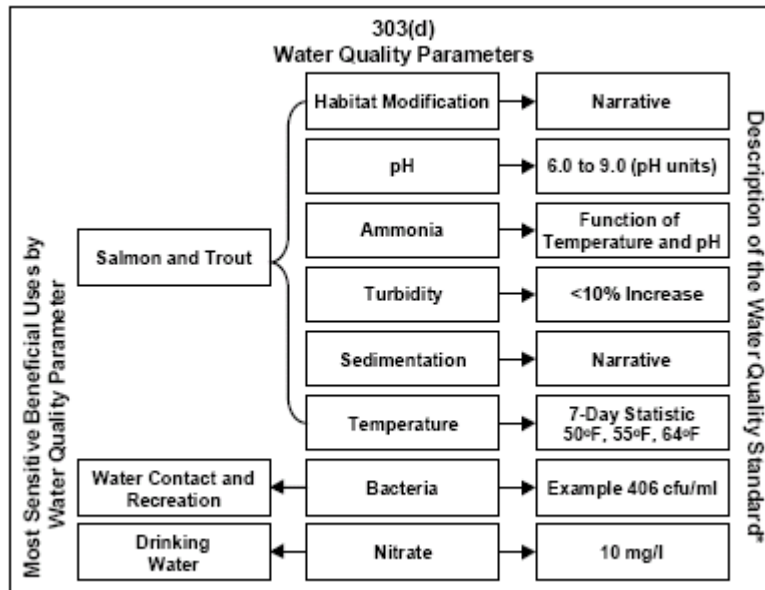 303(d)
Water Quality Parameters
Most Sensitive Beneficial Uses by
Water Quality Parameter
Salmon and Trout
Habitat Modification
Narrative
pH
6.0 to 9.0 (pH units)
Ammonia
Function of
Temperature and pH
Turbidity
<10% Increase
Sedimentation
Narrative
Temperature
7-Day Statistic
50ºF, 55ºF, 64ºF
Water Contact and
Recreation
Bacteria
Example 406 cfu/ml
Drinking
Water
Nitrate
10 mg/l
Description of the Water Quality Standard*